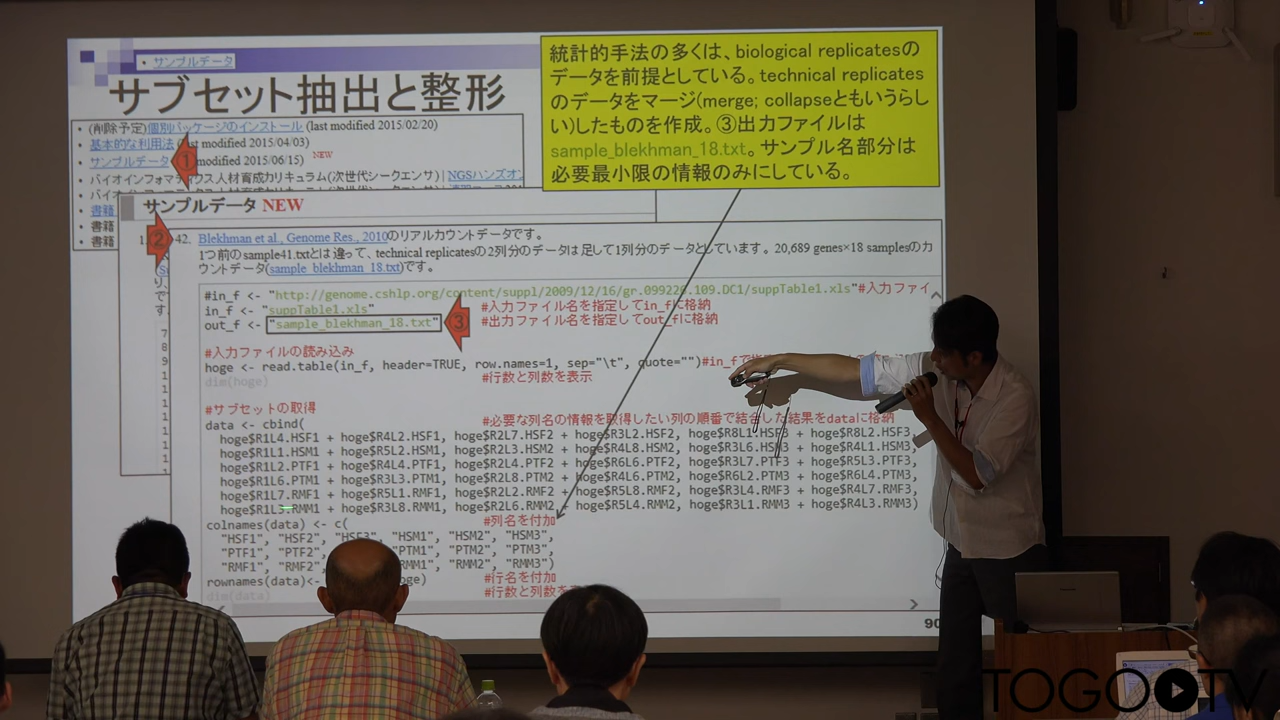 ・サンプルデータ
サブセット抽出と整形
統計的手法の多くは、biological replicatesの
データを前提としている。technical replicates
のデータをマージ(merge; collapseともいうらし
い)したものを作成。③出力ファイルは
sample_blekhman_18.txt。サンプル名部分は
必要最小限の情報のみにしている。
・(削除予定)個別パッケージのインストール (last modified 2015/02/20)
・基本的な利用法 modified 2015/04/03)
・サンプルデータ modified 2015/06/15) NEW
①
・バイオインフォマティクス人材育成カリキュラム(次世代シークエンサ) | NGSハンズオン
・書籍
・書籍
・書籍
サンプルデータ NEW
②
42. Blekhman et al., Genome Res., 2010のリアルカウントデータです。
1つ前のsample41.txtとは違って、technical replicatesの2列分のデータは足して1列分のデータとしています。20,689 genes×18 samplesのカ
ウントデータ(sample_blekhman_18.txt)です。
#in_f <- "http://genome.cshlp.org/content/suppl/2009/12/16/gr.099226.109.DC1/suppTable1.xls"#入力ファイ
in_f <- "suppTable1.xls" #入力ファイル名を指定してin_fに格納
out_f <- "sample_blekhman_18.txt" ③ #出力ファイル名を指定してout_fに格納
#入力ファイルの読み込み
hoge <- read.table(in_f, header=TRUE, row.names=1, sep="\t", quote="")#in_fで
dim(hoge) #行数と列数を表示
#サブセットの取得
data <- cbind( #必要な列名の情報を取得したい列の順番で結合した結果をdataに格納
hoge$R1L4.HSF1 + hoge$R4L2.HSF1, hoge$R2L7.HSF2 + hoge$R3L2.HSF2, hoge$R8L1.HSF3 + hoge$R8L2.HSF3,
hoge$R1L1.HSM1 + hoge$R5L2.HSM1, hoge$R2L3.HSM2 + hoge$R4L8.HSM2, hoge$R3L6.HSM3 + hoge$R4L1.HSM3,
hoge$R1L2.PTF1 + hoge$R4L4.PTF1, hoge$R2L4.PTF2 + hoge$R6L6.PTF2, hoge$R3L7.PTF3 + hoge$R5L3.PTF3,
hoge$R1L6.PTM1 + hoge$R3L3.PTM1, hoge$R2L8.PTM2 + hoge$R4L6.PTM2, hoge$R6L2.PTM3 + hoge$R6L4.PTM3,
hoge$R1L7.RMF1 + hoge$R5L1.RMF1, hoge$R2L2.RMF2 + hoge$R5L8.RMF2, hoge$R3L4.RMF3 + hoge$R4L7.RMF3,
hoge$R1L3.RMM1 + hoge$R3L8.RMM1, hoge$R2L6.RMM2 + hoge$R5L4.RMM2, hoge$R3L1.RMM3 + hoge$R4L3.RMM3)
colnames(data) <- c( #列名を付加
"HSF1", "HSF2", "HSF3", "HSM1", "HSM2", "HSM3",
"PTF1", "PTF2", "PTM1", "PTM2", "PTM3",
"RMF1", "RMF2", "RMM1", "RMM2", "RMM3")
rownames(data)<- #行名を付加
dim(data) #行数と列数を
90
TOGOTV